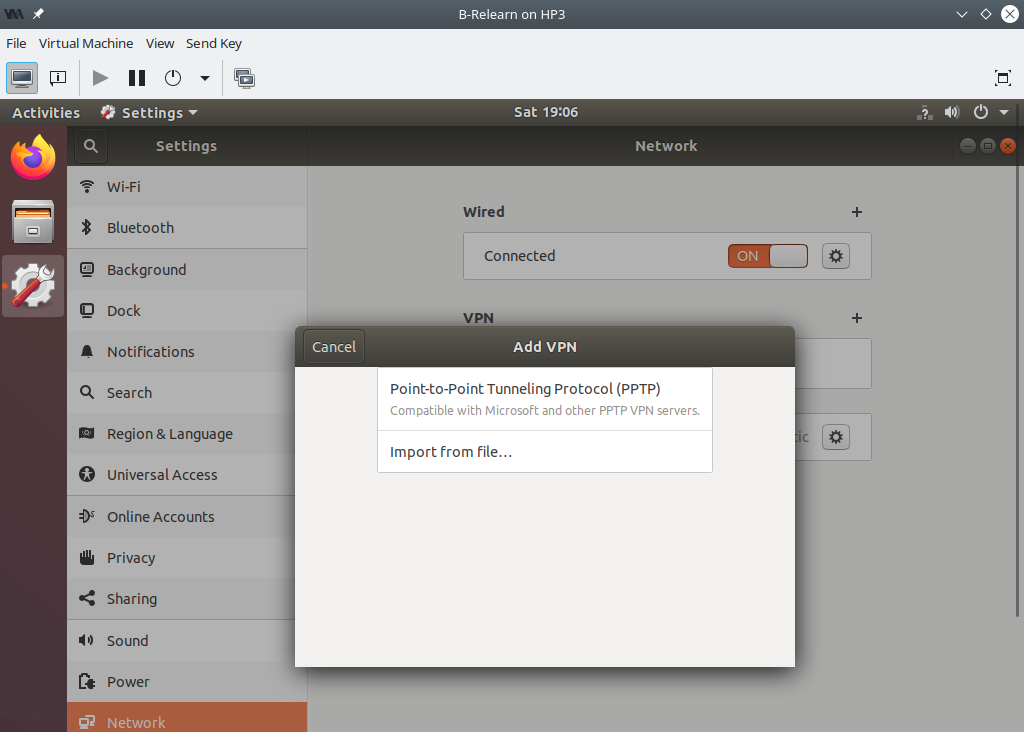 B-Relearn on HP3
File Virtual Machine View Send Key
Activities Settings Sat 19:06
Settings Network
Wi-Fi
Bluetooth
Background
Dock
Notifications
Search
Region & Language
Universal Access
Online Accounts
Privacy
Sharing
Sound
Power
Network
Wired
Connected ON
VPN
Cancel Add VPN
Point-to-Point Tunneling Protocol (PPTP)
Compatible with Microsoft and other PPTP VPN servers.
Import from file…